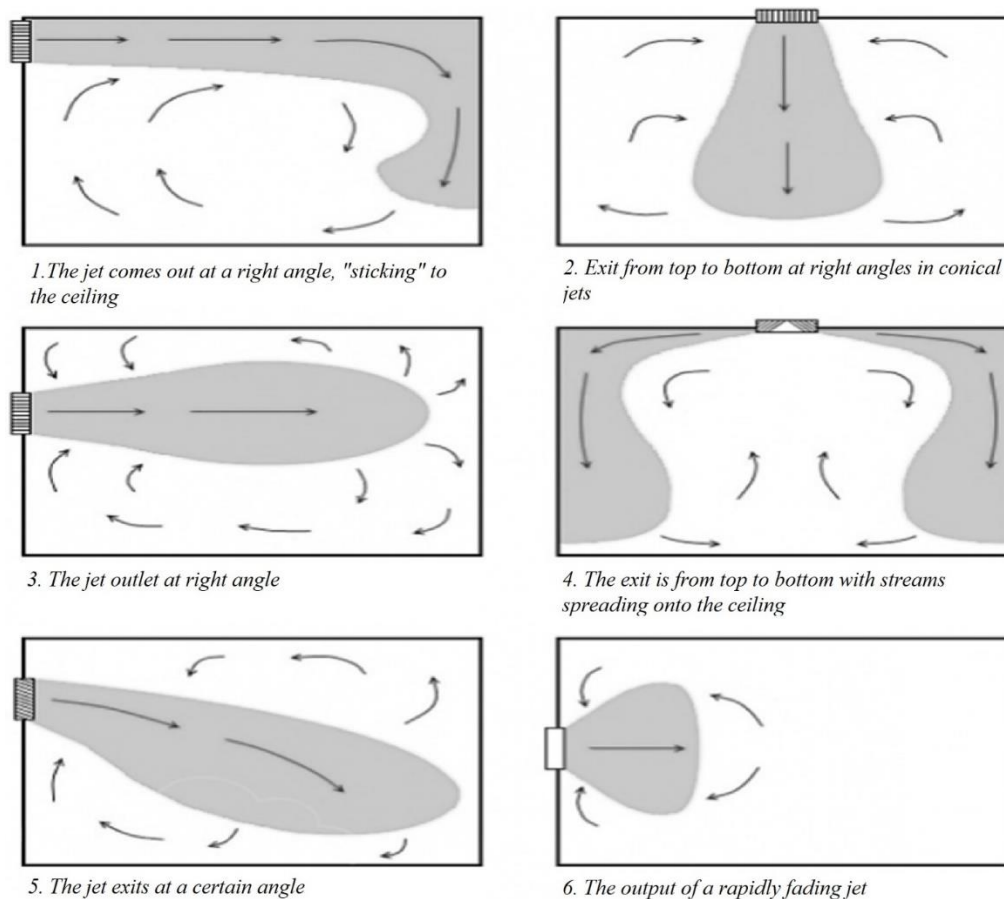 1.The jet comes out at a right angle, "sticking" to
the ceiling
2. Exit from top to bottom at right angles in conical
jets
3. The jet outlet at right angle
4. The exit is from top to bottom with streams
spreading onto the ceiling
5. The jet exits at a certain angle
6. The output of a rapidly fading jet